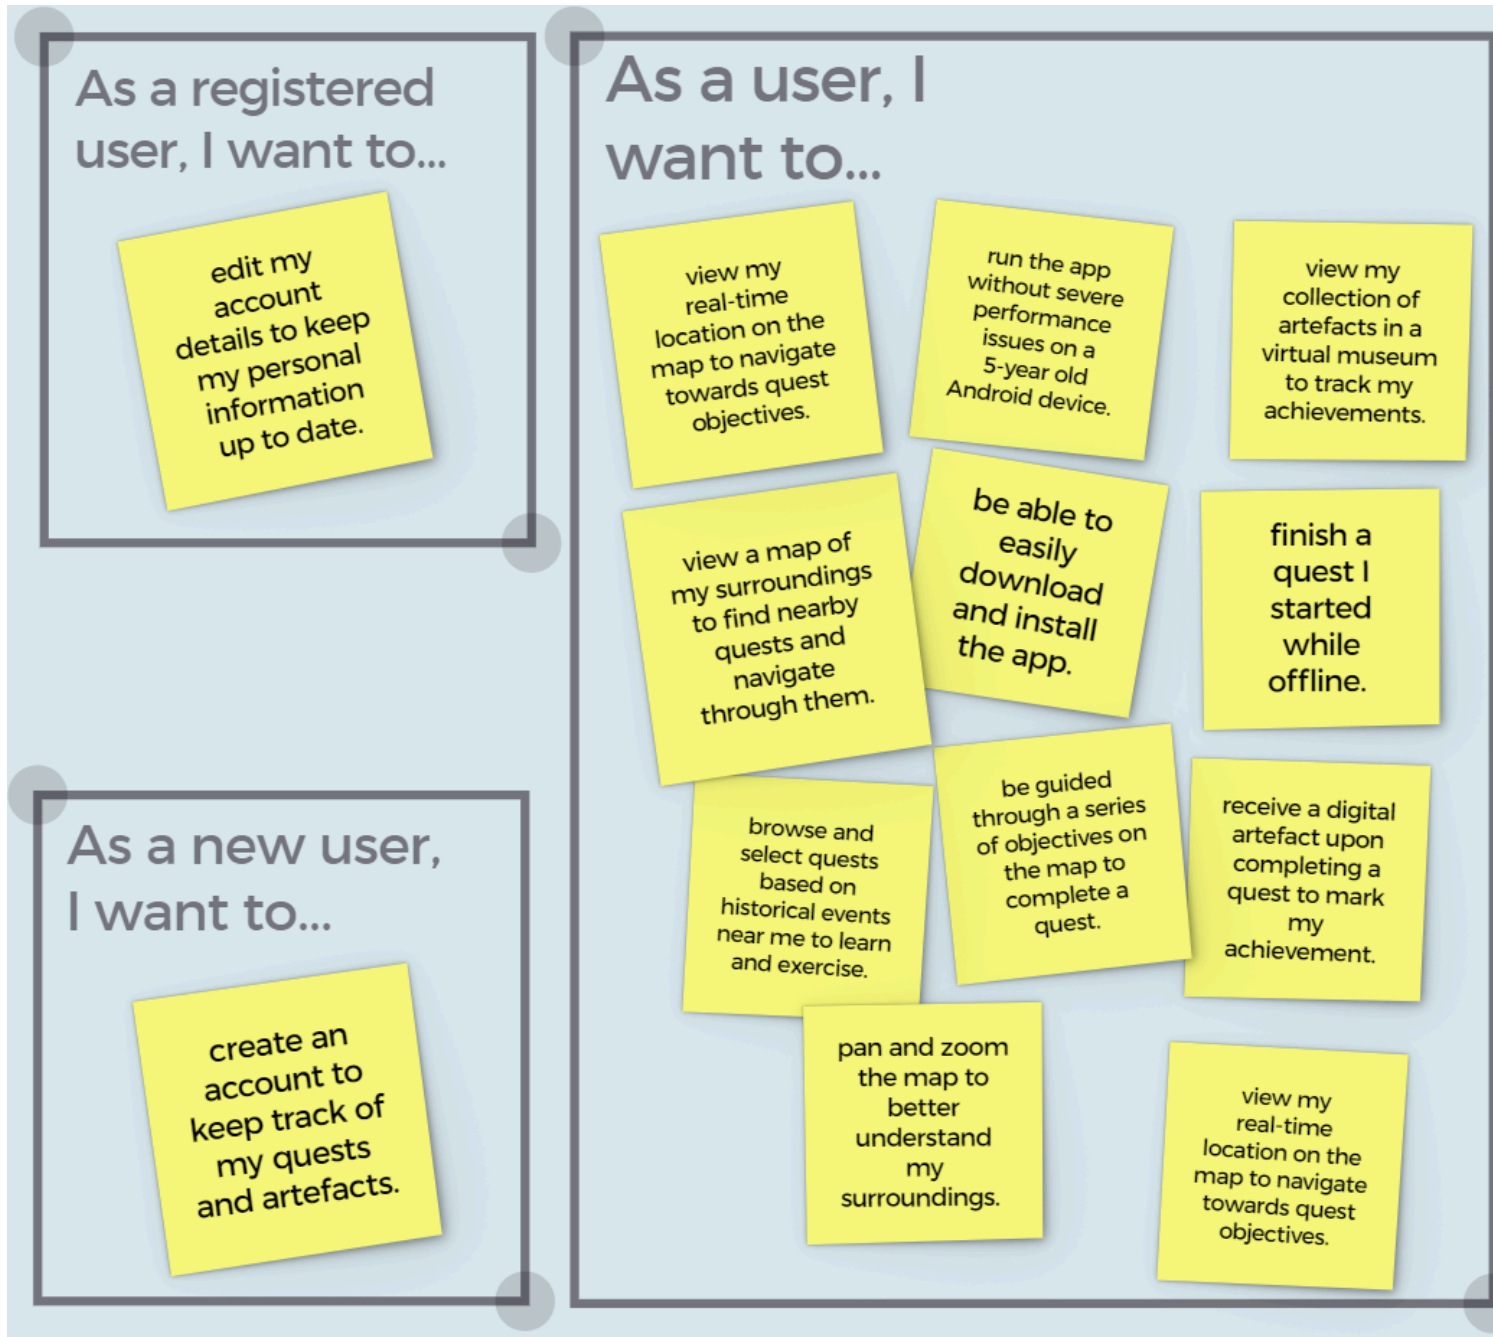 As a registered
user, I want to...
edit my
account
details to keep
my personal
information
up to date.
As a new user,
I want to...
create an
account to
keep track of
my quests
and artefacts.
As a user, I
want to...
view my
real-time
location on the
map to navigate
towards quest
objectives.
run the app
without severe
performance
issues on a
5-year old
Android device.
view my
collection of
artefacts in a
virtual museum
to track my
achievements.
view a map of
my surroundings
to find nearby
quests and
navigate
through them.
be able to
easily
download
and install
the app.
finish a
quest I
started
while
offline.
browse and
select quests
based on
historical events
near me to learn
and exercise.
be guided
through a series
of objectives on
the map to
complete a
quest.
receive a digital
artefact upon
completing a
quest to mark
my
achievement.
pan and zoom
the map to
better
understand
my
surroundings.
view my
real-time
location on the
map to navigate
towards quest
objectives.